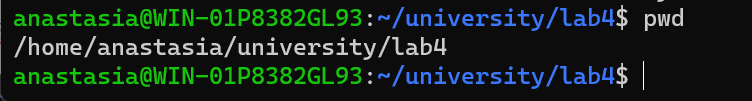 anastasia@WIN-01P8382GL93:~/university/lab4$ pwd
/home/anastasia/university/lab4
anastasia@WIN-01P8382GL93:~/university/lab4$